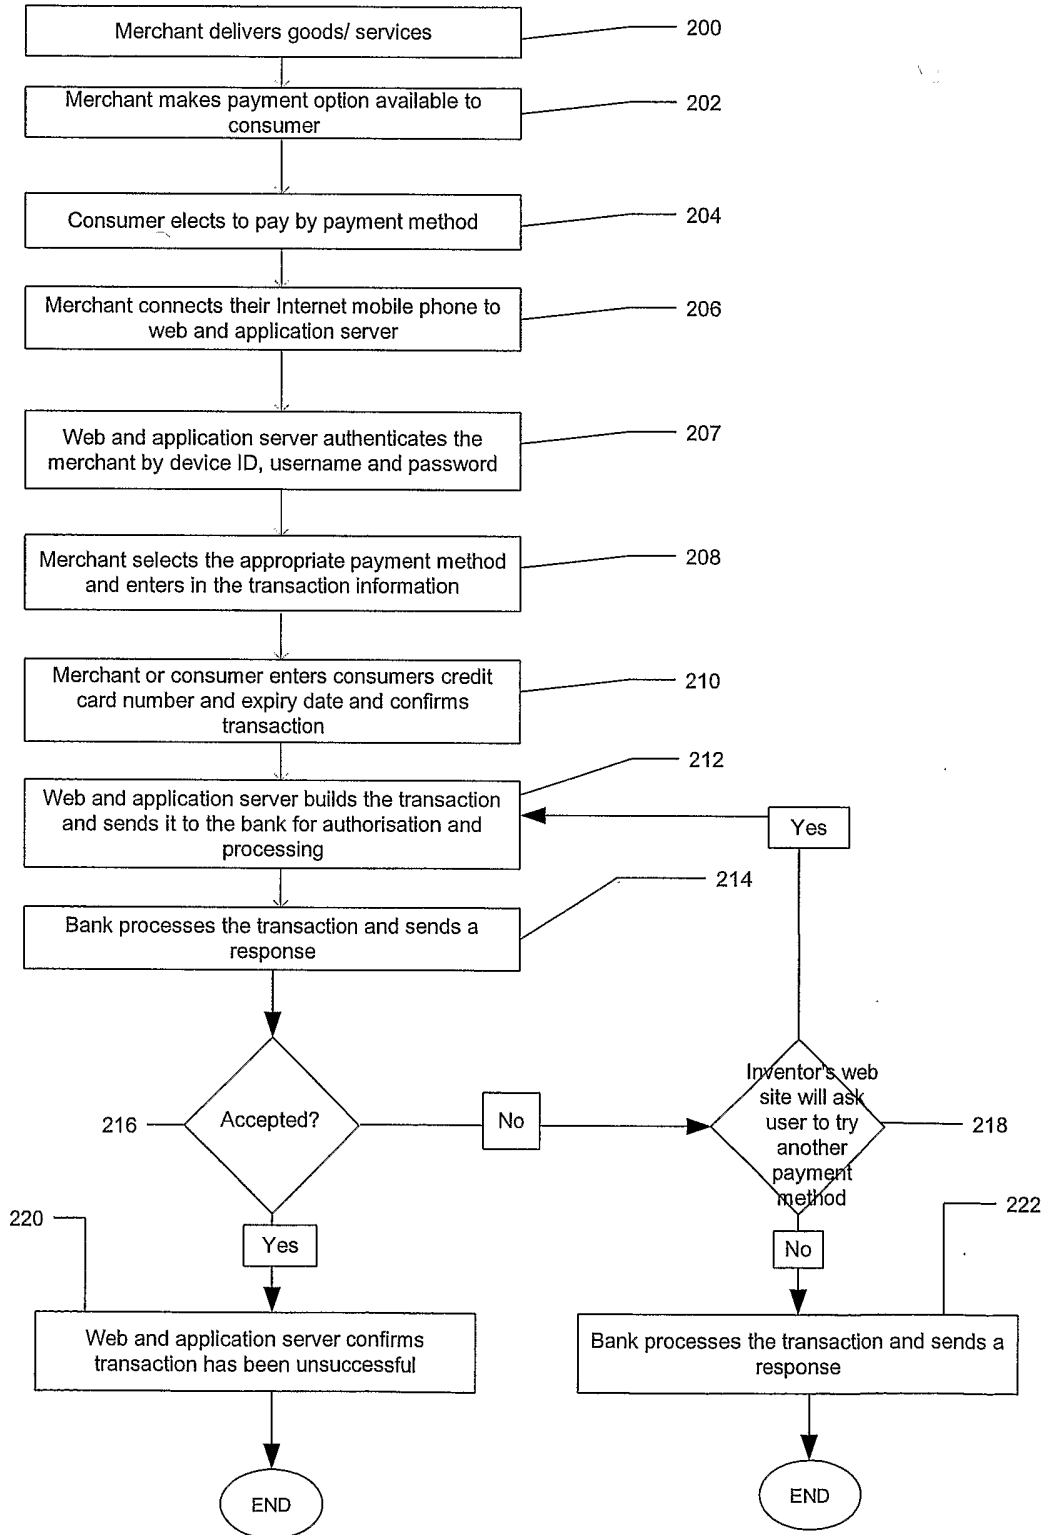 Merchant delivers goods/ services
200
Merchant makes payment option available to
consumer
202
Consumer elects to pay by payment method
204
Merchant connects their Internet mobile phone to
web and application server
206
Web and application server authenticates the
merchant by device ID, username and password
207
Merchant selects the appropriate payment method
and enters in the transaction information
208
Merchant or consumer enters consumers credit
card number and expiry date and confirms
transaction
210
212
Web and application server builds the transaction
and sends it to the bank for authorisation and
processing
Yes
214
Bank processes the transaction and sends a
response
216
Accepted?
No
Inventor's web
site will ask
user to try
another
payment
method
218
220
Yes
222
No
Web and application server confirms
transaction has been unsuccessful
Bank processes the transaction and sends a
response
END
END